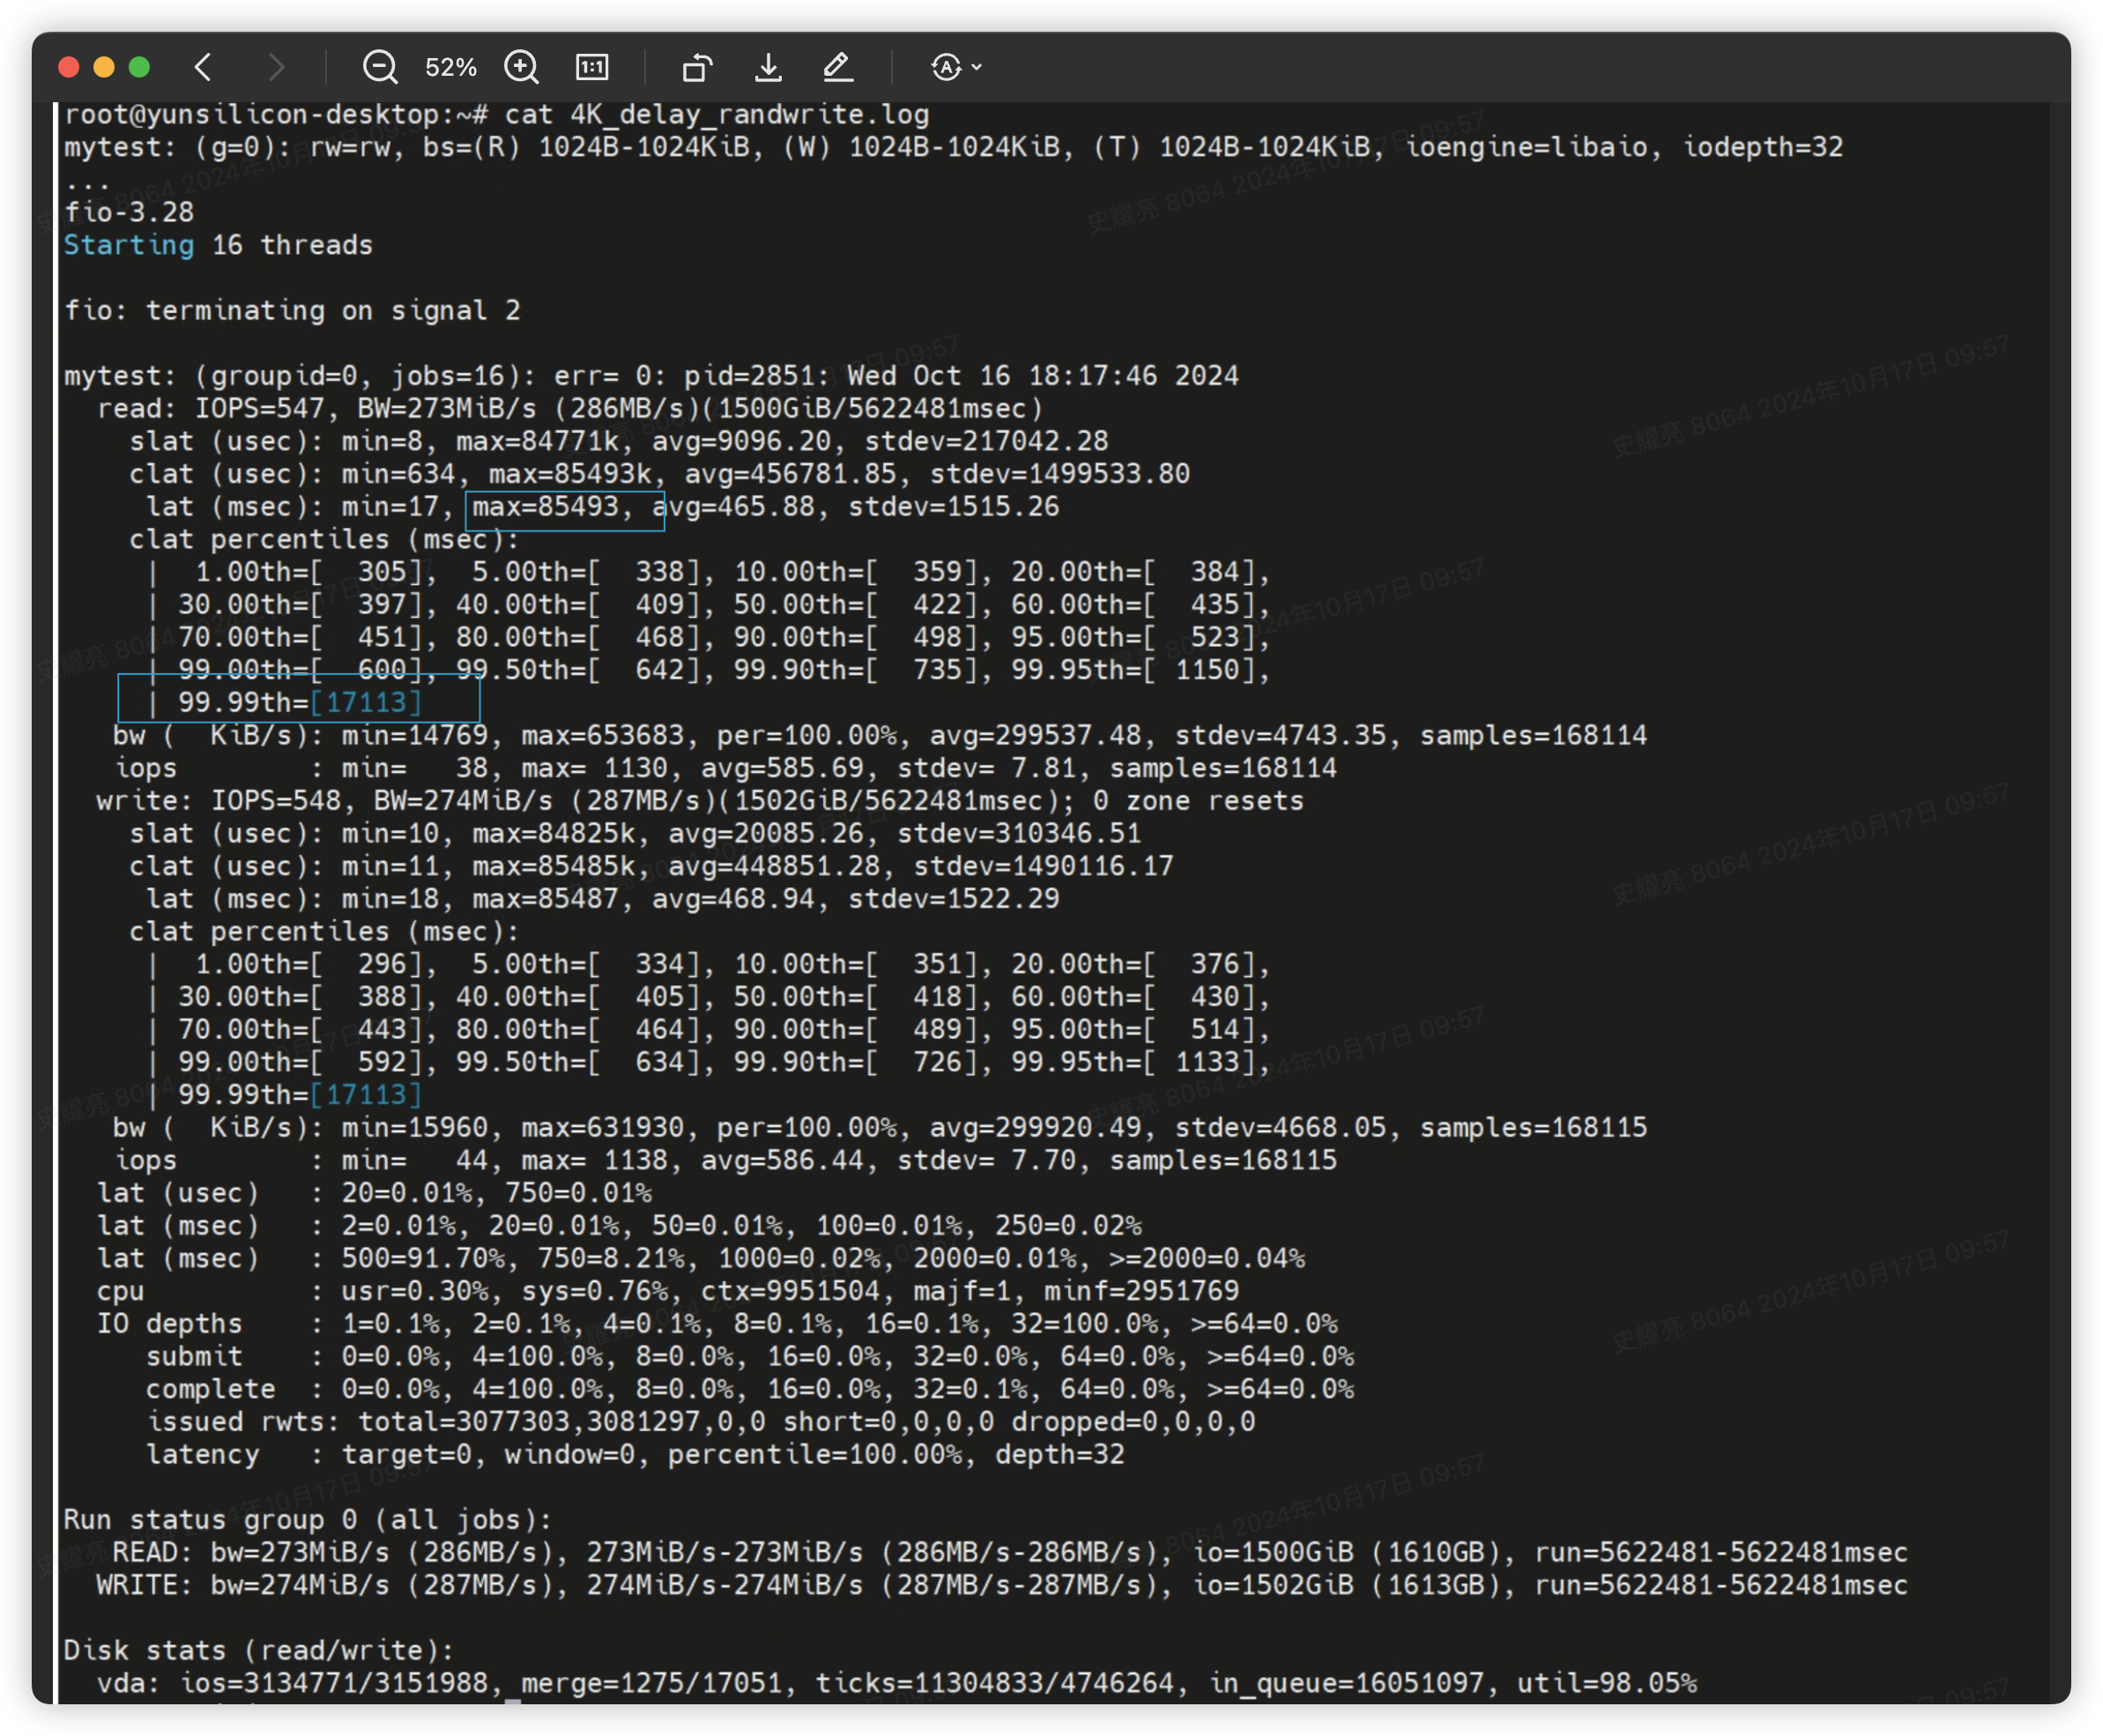 52%
1:1
A
root@yunsilicon-desktop:~# cat 4K_delay_randwrite.log
mytest: (g=0): rw=rw, bs=(R) 1024B-1024KiB, (W) 1024B-1024KiB, (T) 1024B-1024KiB, ioengine=libaio, iodepth=32
...
fio-3.28
Starting 16 threads
fio: terminating on signal 2
mytest: (groupid=0, jobs=16): err= 0: pid=2851: Wed Oct 16 18:17:46 2024
read: IOPS=547, BW=273MiB/s (286MB/s)(1500GiB/5622481msec)
slat (usec): min=8, max=84771k, avg=9096.20, stdev=217042.28
clat (usec): min=634, max=85493k, avg=456781.85, stdev=1499533.80
lat (msec): min=17, max=85493, avg=465.88, stdev=1515.26
clat percentiles (msec):
| 1.00th=[ 305], 5.00th=[ 338], 10.00th=[ 359], 20.00th=[ 384],
| 30.00th=[ 397], 40.00th=[ 409], 50.00th=[ 422], 60.00th=[ 435],
| 70.00th=[ 451], 80.00th=[ 468], 90.00th=[ 498], 95.00th=[ 523],
| 99.00th=[ 600], 99.50th=[ 642], 99.90th=[ 735], 99.95th=[ 1150],
| 99.99th=[17113]
bw ( KiB/s): min=14769, max=653683, per=100.00%, avg=299537.48, stdev=4743.35, samples=168114
iops : min= 38, max= 1130, avg=585.69, stdev= 7.81, samples=168114
write: IOPS=548, BW=274MiB/s (287MB/s)(1502GiB/5622481msec); 0 zone resets
slat (usec): min=10, max=84825k, avg=20085.26, stdev=310346.51
clat (usec): min=11, max=85485k, avg=448851.28, stdev=1490116.17
lat (msec): min=18, max=85487, avg=468.94, stdev=1522.29
clat percentiles (msec):
| 1.00th=[ 296], 5.00th=[ 334], 10.00th=[ 351], 20.00th=[ 376],
| 30.00th=[ 388], 40.00th=[ 405], 50.00th=[ 418], 60.00th=[ 430],
| 70.00th=[ 443], 80.00th=[ 464], 90.00th=[ 489], 95.00th=[ 514],
| 99.00th=[ 592], 99.50th=[ 634], 99.90th=[ 726], 99.95th=[ 1133],
| 99.99th=[17113]
bw ( KiB/s): min=15960, max=631930, per=100.00%, avg=299920.49, stdev=4668.05, samples=168115
iops : min= 44, max= 1138, avg=586.44, stdev= 7.70, samples=168115
lat (usec) : 20=0.01%, 750=0.01%
lat (msec) : 2=0.01%, 20=0.01%, 50=0.01%, 100=0.01%, 250=0.02%
lat (msec) : 500=91.70%, 750=8.21%, 1000=0.02%, 2000=0.01%, >=2000=0.04%
cpu : usr=0.30%, sys=0.76%, ctx=9951504, majf=1, minf=2951769
IO depths : 1=0.1%, 2=0.1%, 4=0.1%, 8=0.1%, 16=0.1%, 32=100.0%, >=64=0.0%
submit : 0=0.0%, 4=100.0%, 8=0.0%, 16=0.0%, 32=0.0%, 64=0.0%, >=64=0.0%
complete : 0=0.0%, 4=100.0%, 8=0.0%, 16=0.0%, 32=0.1%, 64=0.0%, >=64=0.0%
issued rwts: total=3077303,3081297,0,0 short=0,0,0,0 dropped=0,0,0,0
latency : target=0, window=0, percentile=100.00%, depth=32
Run status group 0 (all jobs):
READ: bw=273MiB/s (286MB/s), 273MiB/s-273MiB/s (286MB/s-286MB/s), io=1500GiB (1610GB), run=5622481-5622481msec
WRITE: bw=274MiB/s (287MB/s), 274MiB/s-274MiB/s (287MB/s-287MB/s), io=1502GiB (1613GB), run=5622481-5622481msec
Disk stats (read/write):
vda: ios=3134771/3151988, merge=1275/17051, ticks=11304833/4746264, in_queue=16051097, util=98.05%
史耀亮 8064 2024年10月17日 09:57